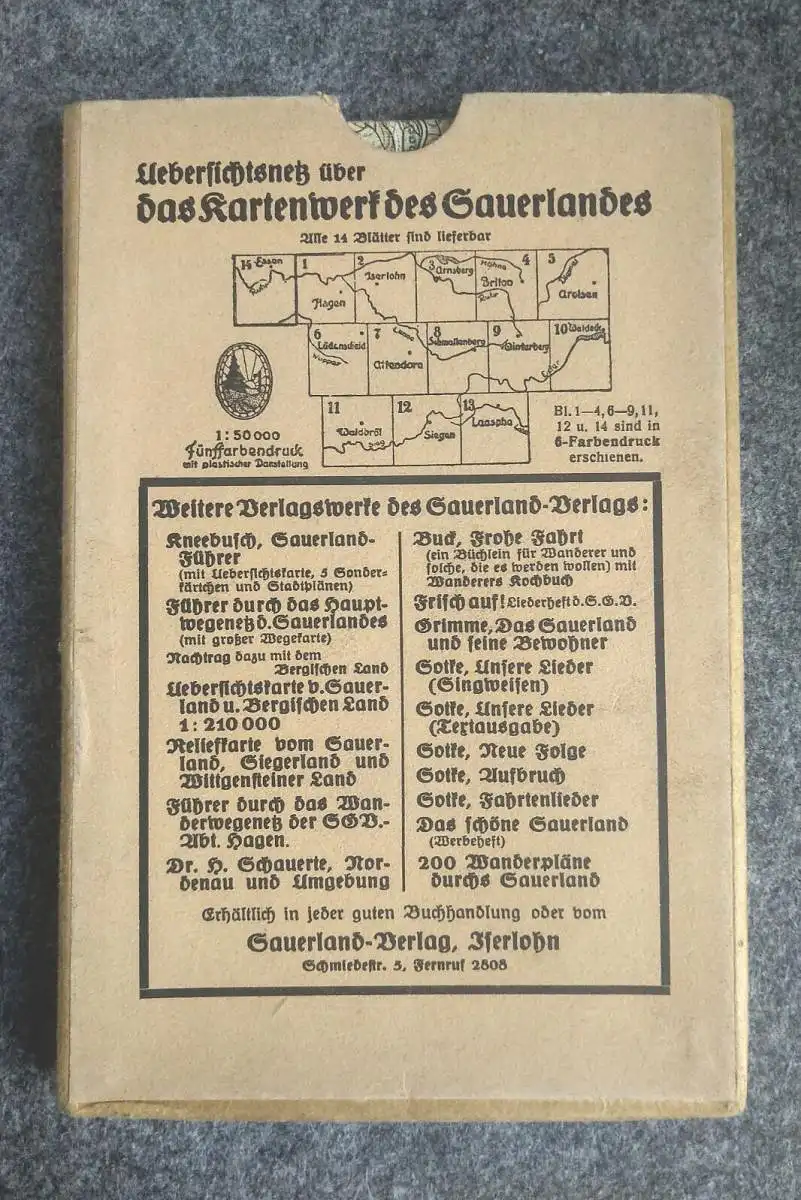 Uebersichtsnetz über
das Kartenwerk des Sauerlandes
Alle 14 Blätter sind lieferbar
14 Essen
Ruhr
1
Hagen
2
Iserlohn
3
Arnsberg
Möhne
4
Brilon
Ruhr
5
Diemel
Arolsen
6
Lüdenscheid
Wupper
7
Lenne
Attendorn
8
Schmallenberg
9
Winterberg
10 Waldeck
Eder
11
Waldbröl
Sieg
12
Siegen
13
Laasphe
1:50000
Fünffarbendruck
mit plastischer Darstellung
Bl. 1—4, 6—9, 11,
12 u. 14 sind in
6-Farbendruck
erschienen.
Weitere Verlagswerke des Sauerland-Verlags:
Kneebusch, Sauerland-
Führer
(mit Uebersichtskarte, 5 Sonder-
kärtchen und Stadtplänen)
Führer durch das Haupt-
wegenetz d. Sauerlandes
(mit großer Wegekarte)
Nachtrag dazu mit dem
Bergischen Land
Uebersichtskarte v. Sauer-
land u. Bergischen Land
1:210000
Reliefkarte vom Sauer-
land, Siegerland und
Wittgensteiner Land
Führer durch das Wan-
derwegenetz der SGV.-
Abt. Hagen.
Dr. H. Schauerte, Nor-
denau und Umgebung
Buck, Frohe Fahrt
(ein Büchlein für Wanderer und
solche, die es werden wollen) mit
Wanderers Kochbuch
Frisch auf! Liederheft d. S.G.V.
Grimme, Das Sauerland
und seine Bewohner
Sotke, Unsere Lieder
(Singweisen)
Sotke, Unsere Lieder
(Textausgabe)
Sotke, Neue Folge
Sotke, Aufbruch
Sotke, Fahrtenlieder
Das schöne Sauerland
(Werbeheft)
200 Wanderpläne
durchs Sauerland
Erhältlich in jeder guten Buchhandlung oder vom
Sauerland-Verlag, Iserlohn
Schmiedestr. 5, Fernruf 2808